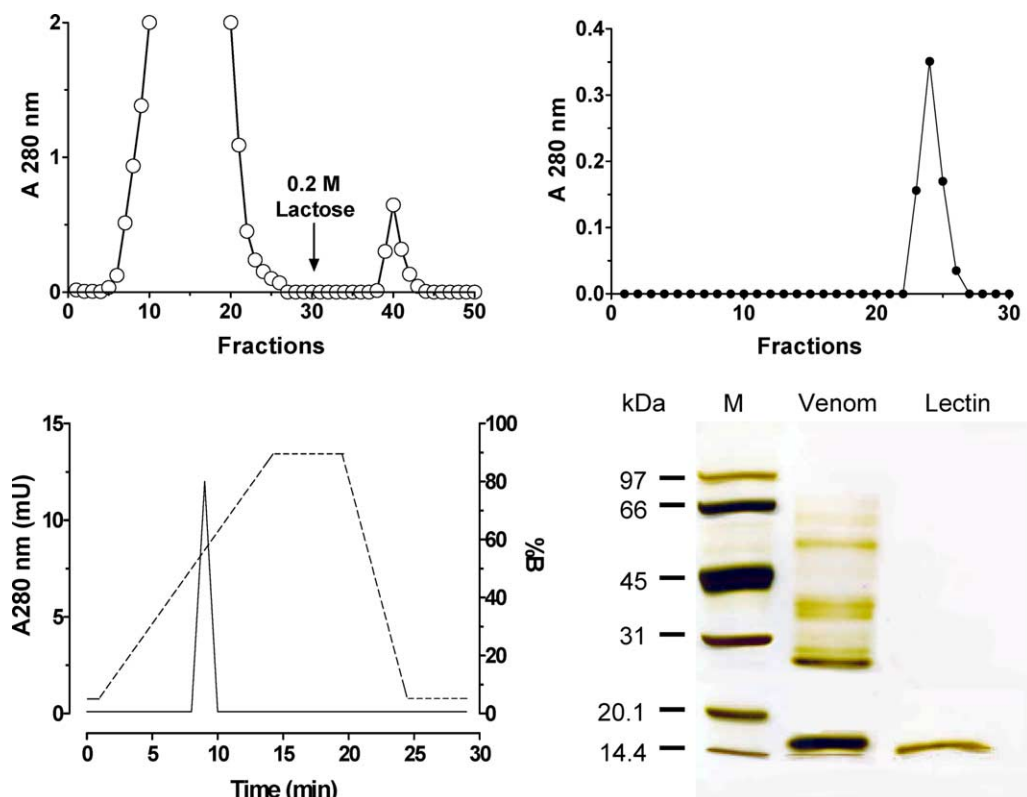 2
1
0
A 280 nm
0.2 M
Lactose
0 10 20 30 40 50
Fractions
0.4
0.3
0.2
0.1
0.0
A 280 nm
0 10 20 30
Fractions
15
10
5
0
A280 nm (mU)
100
80
60
40
20
0
%B
0 5 10 15 20 25 30
Time (min)
kDa M Venom Lectin
97
66
45
31
20.1
14.4